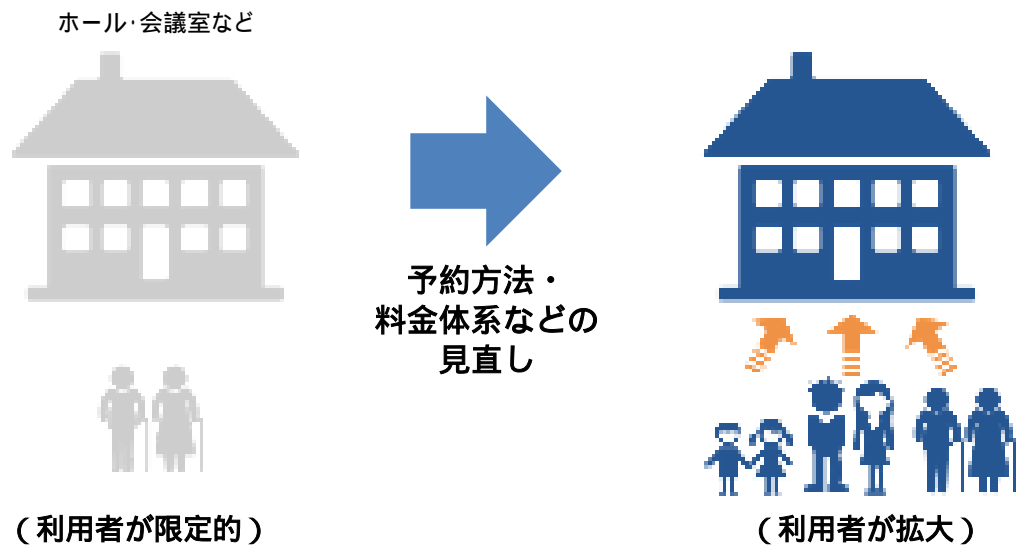 ホール・会議室など
予約方法・
料金体系などの
見直し
（利用者が限定的）
（利用者が拡大）